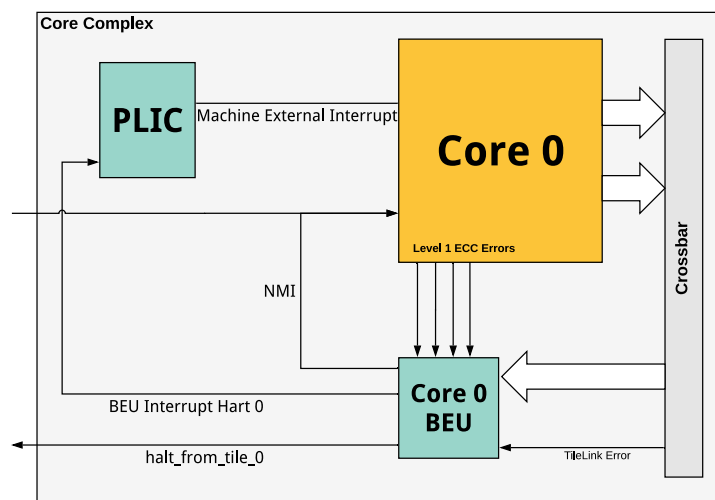 Core Complex
PLIC
Machine External Interrupt
Core 0
Level 1 ECC Errors
Crossbar
NMI
Core 0
BEU
BEU Interrupt Hart 0
halt_from_tile_0
TileLink Error